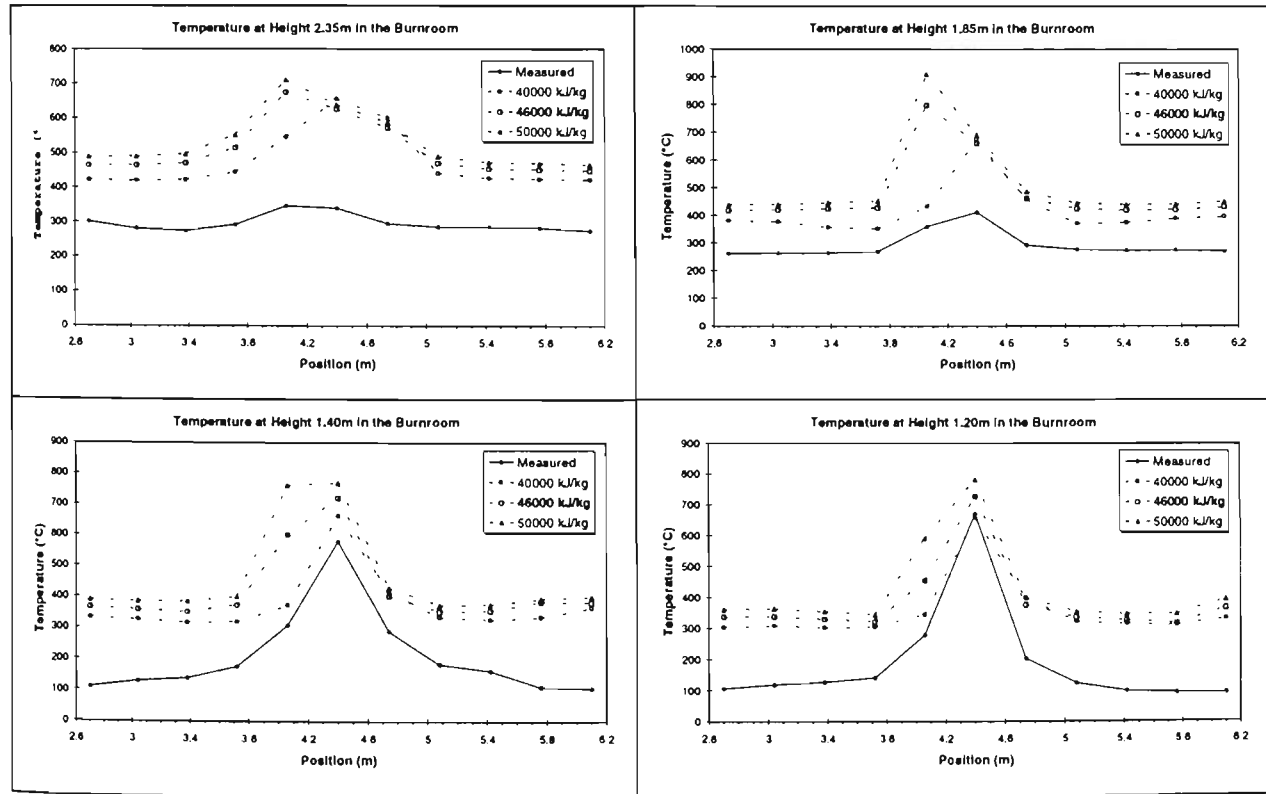 Temperature at Height 2.35m in the Burnroom
800
700
600
500
400
300
200
100
0
Temperature (°
Measured
40000 kJ/kg
46000 kJ/kg
50000 kJ/kg
2.6 3 3.4 3.8 4.2 4.6 5 5.4 5.8 6.2
Position (m)
Temperature at Height 1.85m in the Burnroom
1000
900
800
700
600
500
400
300
200
100
0
Temperature (°C)
Measured
40000 kJ/kg
46000 kJ/kg
50000 kJ/kg
2.6 3 3.4 3.8 4.2 4.6 5 5.4 5.8 6.2
Position (m)
Temperature at Height 1.40m in the Burnroom
900
800
700
600
500
400
300
200
100
0
Temperature (°C)
Measured
40000 kJ/kg
46000 kJ/kg
50000 kJ/kg
2.6 3 3.4 3.8 4.2 4.6 5 5.4 5.8 6.2
Position (m)
Temperature at Height 1.20m in the Burnroom
900
800
700
600
500
400
300
200
100
0
Temperature (°C)
Measured
40000 kJ/kg
46000 kJ/kg
50000 kJ/kg
2.6 3 3.4 3.8 4.2 4.6 5 5.4 5.8 6.2
Position (m)